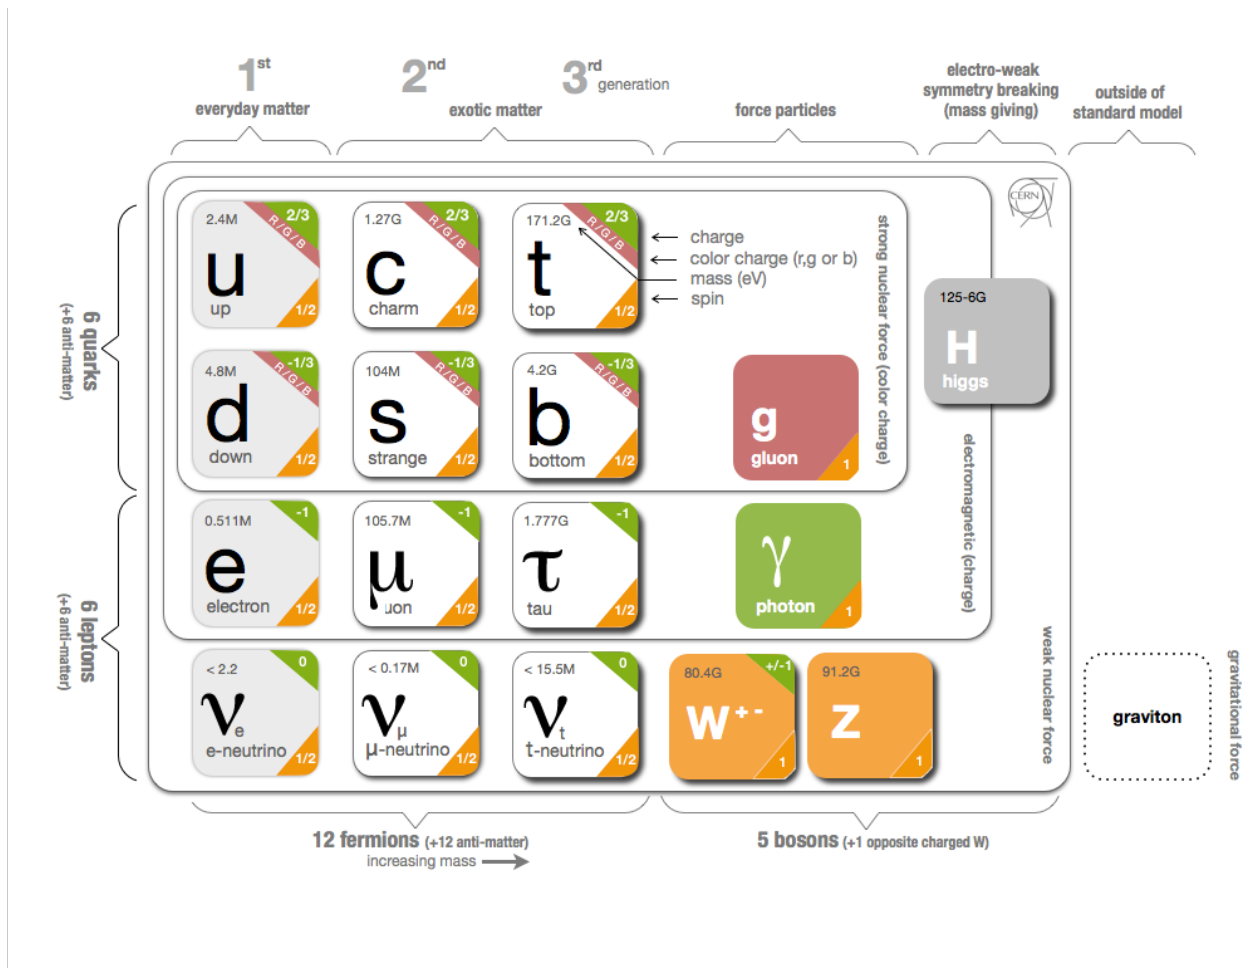 1st
2nd
3rd generation
everyday matter
exotic matter
force particles
electro-weak
symmetry breaking
(mass giving)
outside of
standard model
CERN
6 quarks
(+6 anti-matter)
2.4M
2/3
R/G/B
u
up
1/2
1.27G
2/3
R/G/B
c
charm
1/2
171.2G
2/3
R/G/B
t
top
1/2
charge
color charge (r,g or b)
mass (eV)
spin
strong nuclear force (color charge)
125-6G
H
higgs
4.8M
-1/3
R/G/B
d
down
1/2
104M
-1/3
R/G/B
s
strange
1/2
4.2G
-1/3
R/G/B
b
bottom
1/2
g
gluon
1
electromagnetic (charge)
6 leptons
(+6 anti-matter)
0.511M
-1
e
electron
1/2
105.7M
-1
μ
uon
1/2
1.777G
-1
τ
tau
1/2
γ
photon
1
weak nuclear force
< 2.2
0
νe
e-neutrino
1/2
< 0.17M
0
νμ
μ-neutrino
1/2
< 15.5M
0
νt
t-neutrino
1/2
80.4G
+/-1
W+-
1
91.2G
Z
1
graviton
gravitational force
12 fermions (+12 anti-matter)
increasing mass
5 bosons (+1 opposite charged W)